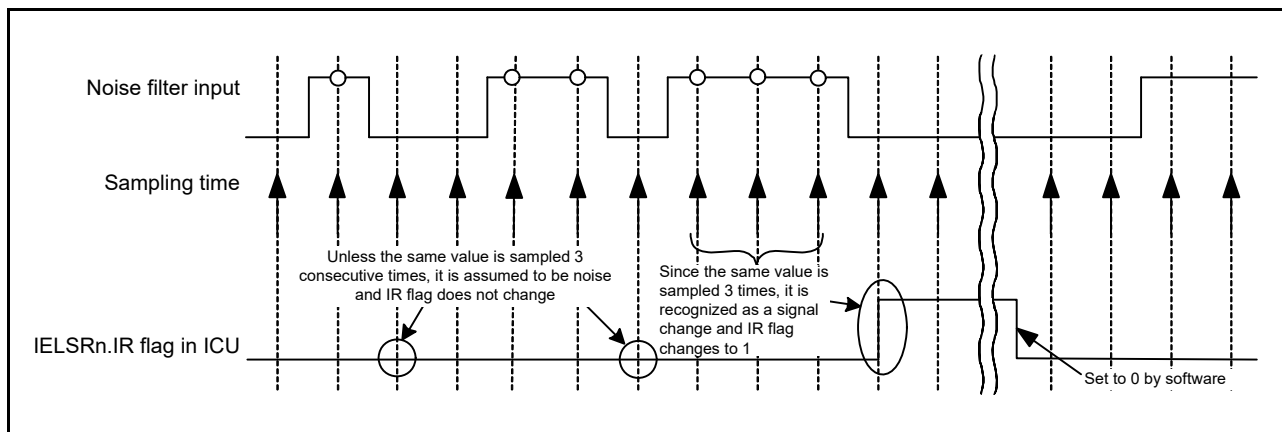 Noise filter input
Sampling time
Unless the same value is sampled 3
consecutive times, it is assumed to be noise
and IR flag does not change
Since the same value is
sampled 3 times, it is
recognized as a signal
change and IR flag
changes to 1
IELSRn.IR flag in ICU
Set to 0 by software